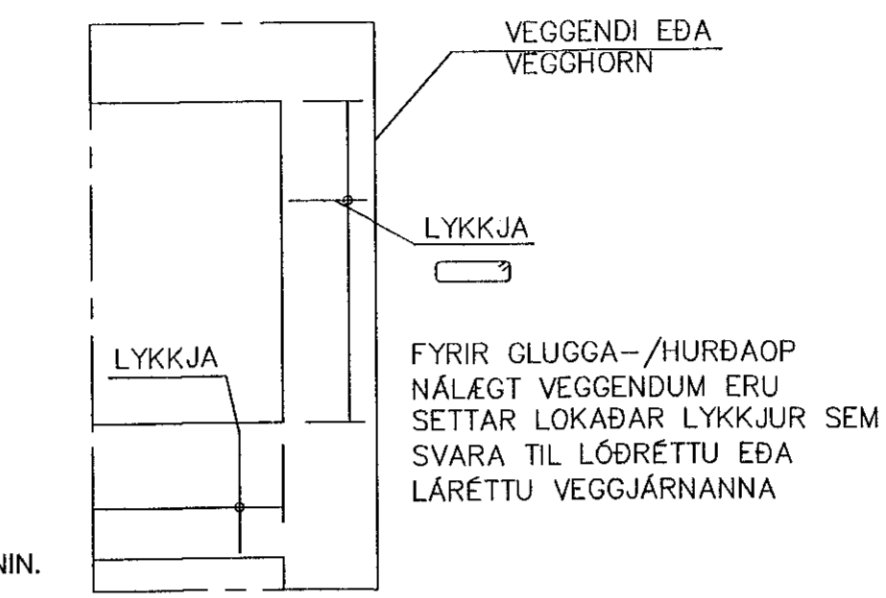 VEGGENDI EÐA
VEGGHORN
LYKKJA
LYKKJA
FYRIR GLUGGA-/HURÐAOP
NÁLÆGT VEGGENDUM ERU
SETTAR LOKAÐAR LYKKJUR SEM
SVARA TIL LÓÐRÉTTU EÐA
LÁRÉTTU VEGGJÁRNANNA
NIN.